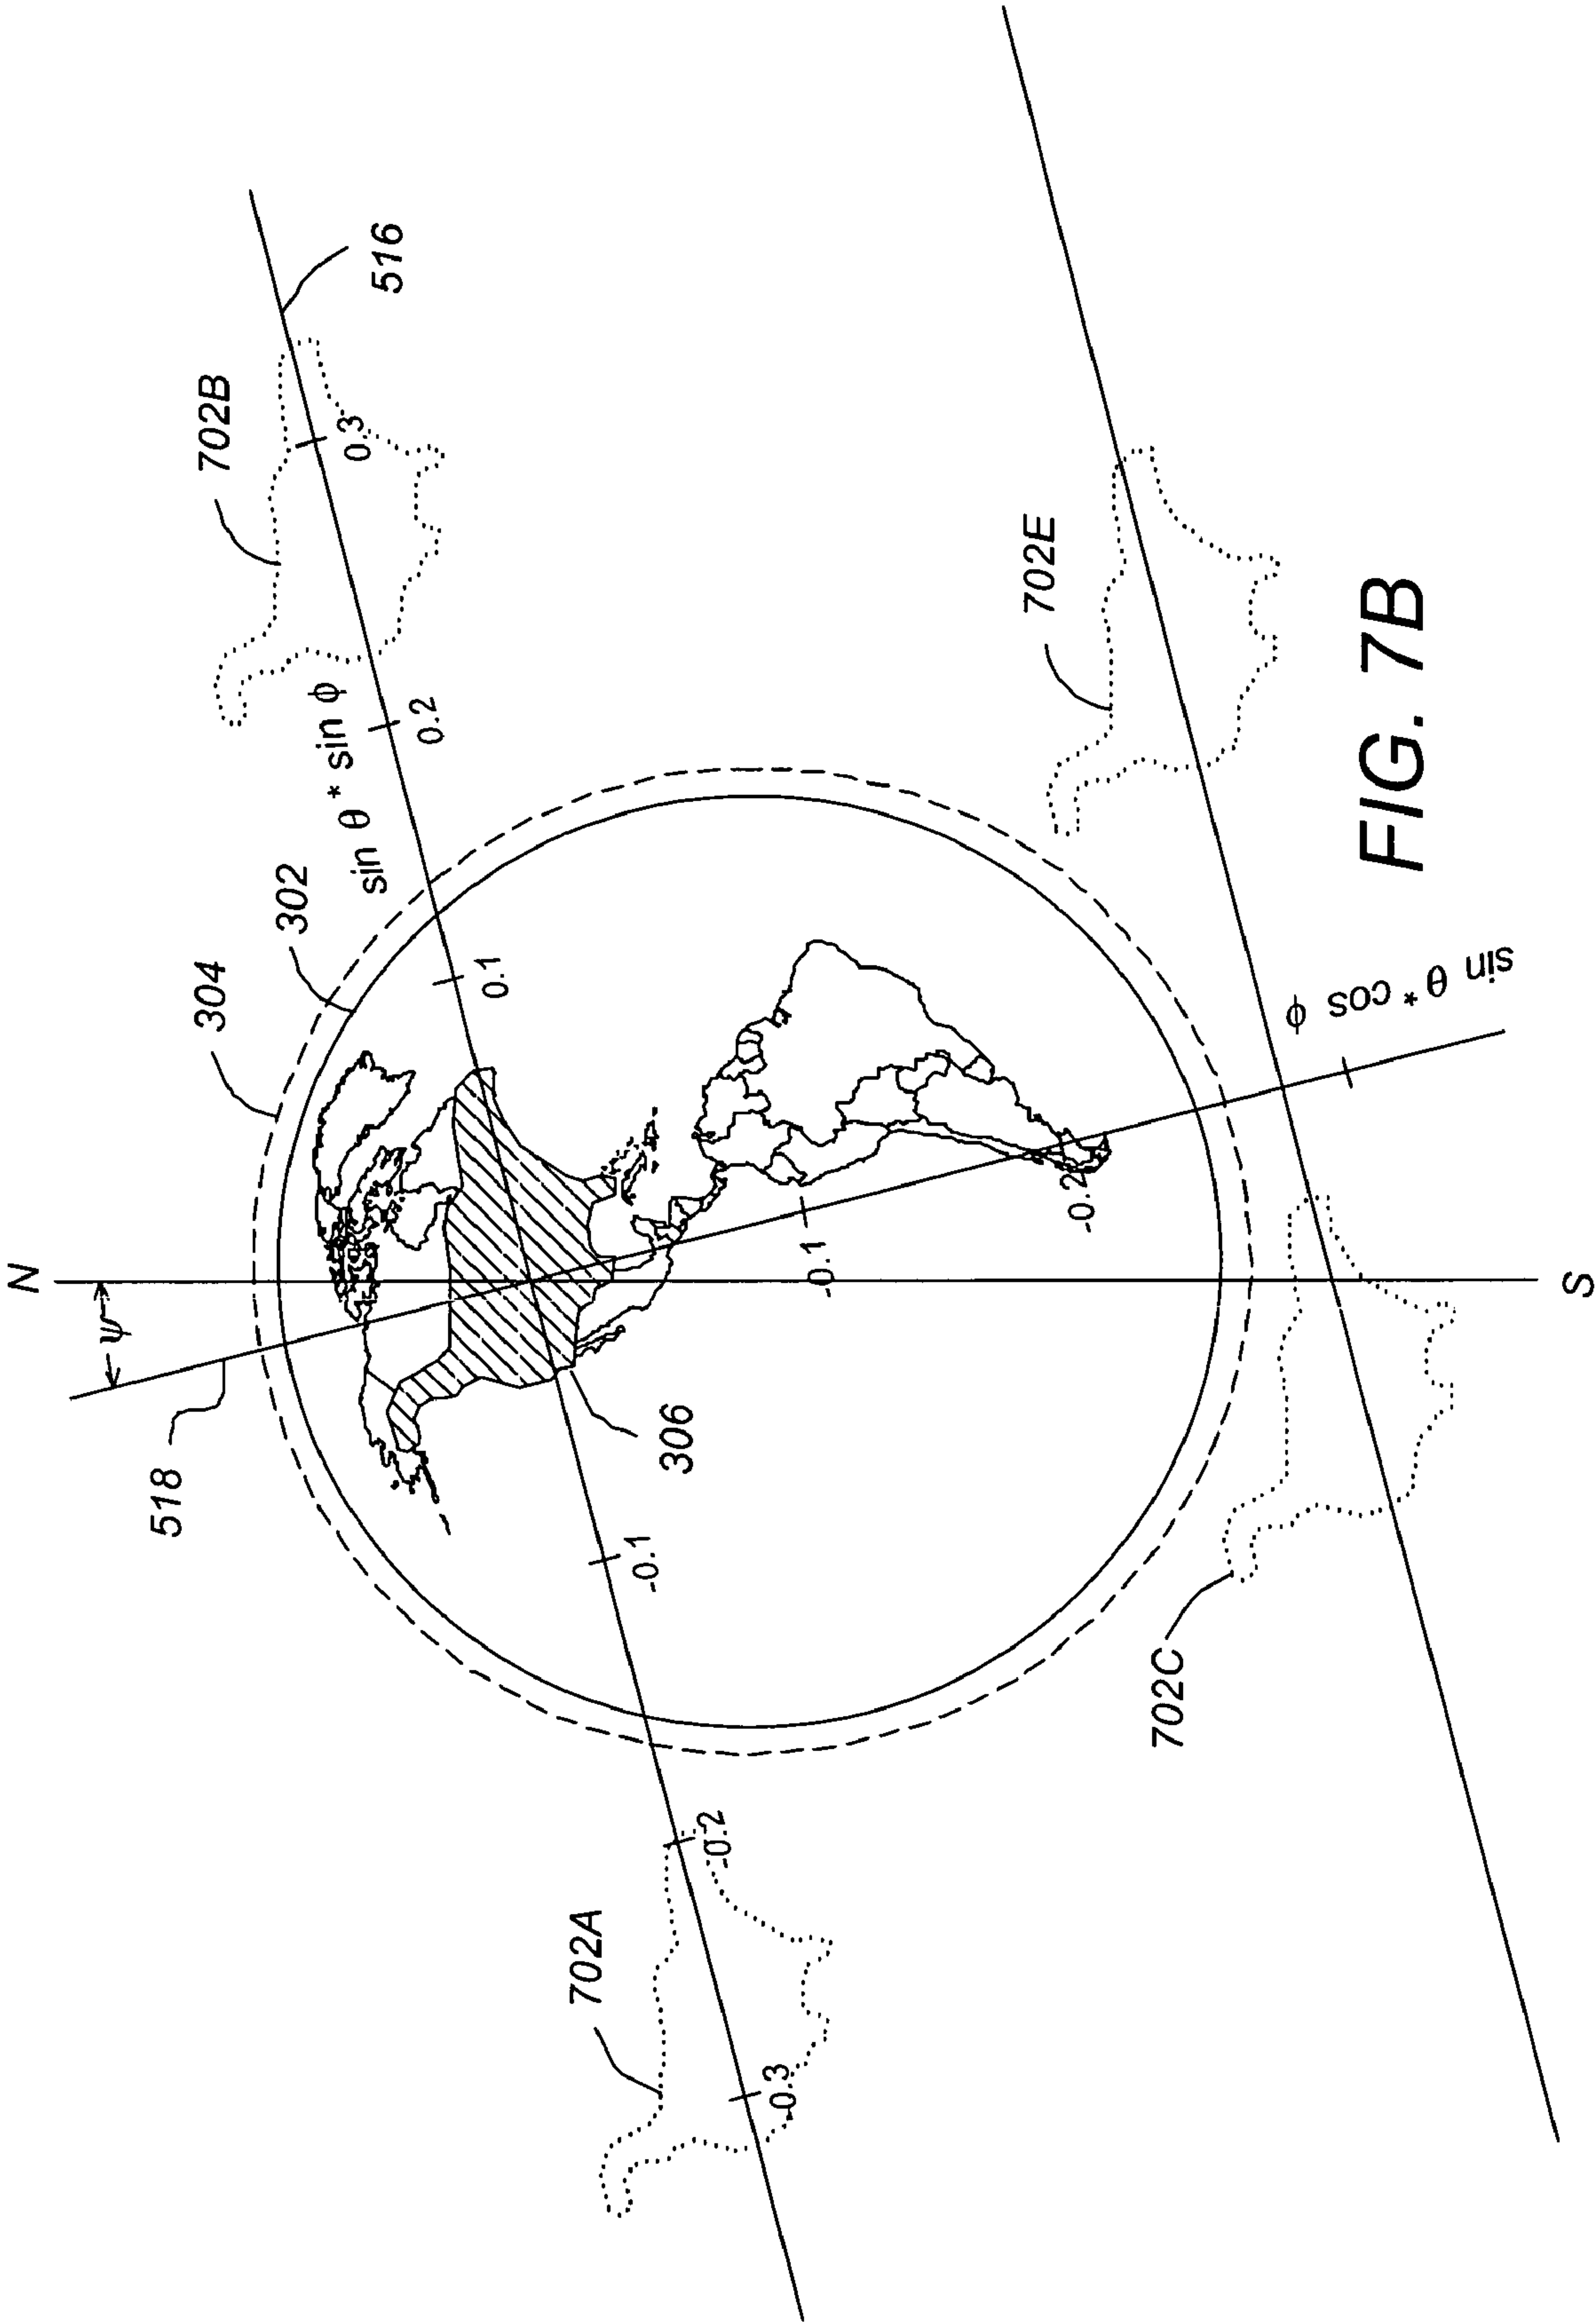 N
ψ
518
304
702B
302
sin θ * sin ϕ
0.3
516
0.2
0.1
702A
-0.1
306
-0.2
-0.3
-0.1
702E
-0.2
702C
sin θ * cos ϕ
FIG. 7B
S